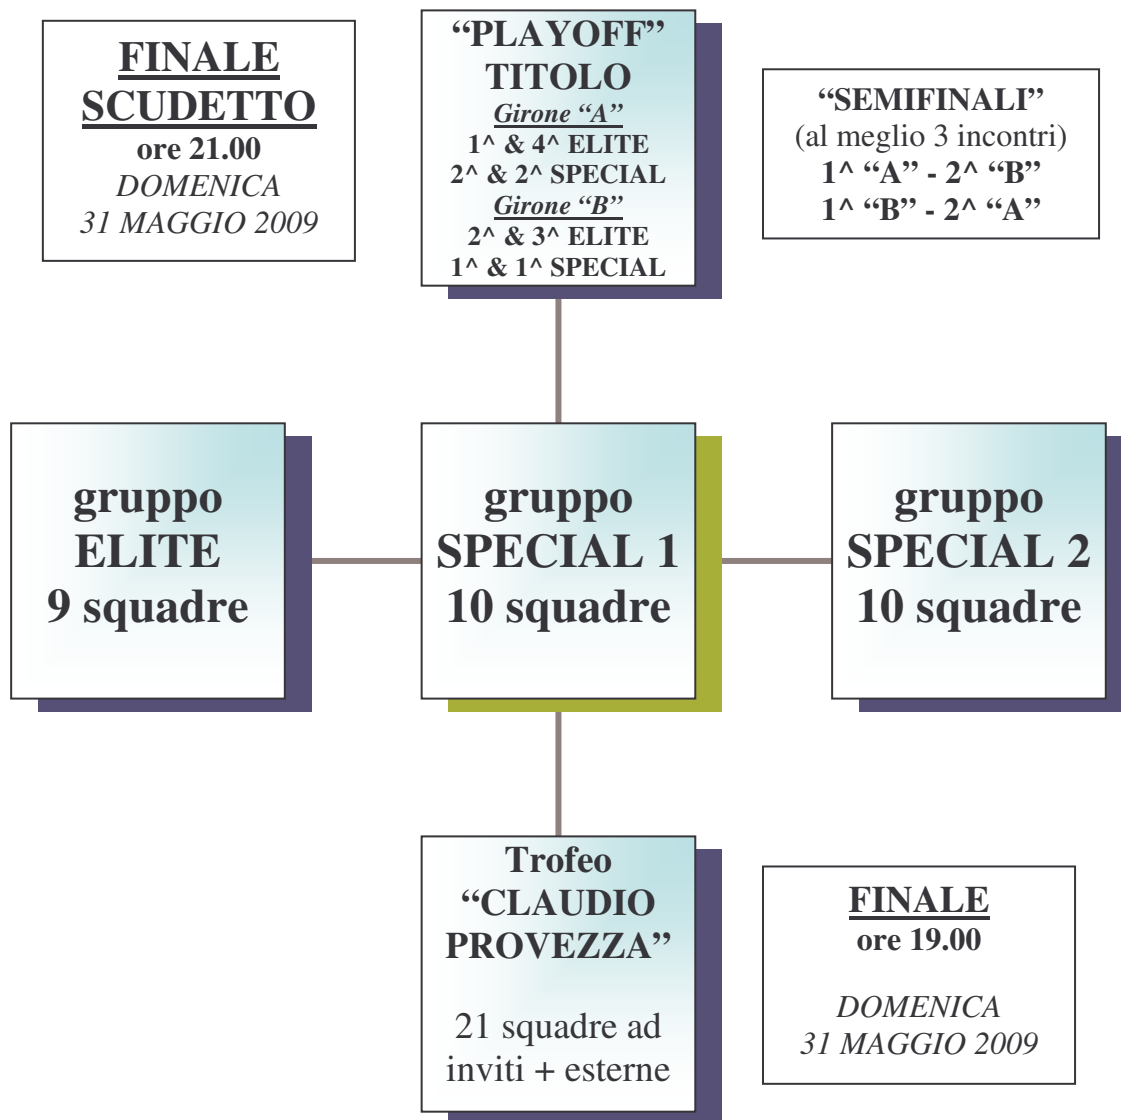 FINALE
SCUDETTO
ore 21.00
DOMENICA
31 MAGGIO 2009
“PLAYOFF”
TITOLO
Girone “A”
1^ & 4^ ELITE
2^ & 2^ SPECIAL
Girone “B”
2^ & 3^ ELITE
1^ & 1^ SPECIAL
“SEMIFINALI”
(al meglio 3 incontri)
1^ “A” - 2^ “B”
1^ “B” - 2^ “A”
gruppo
ELITE
9 squadre
gruppo
SPECIAL 1
10 squadre
gruppo
SPECIAL 2
10 squadre
Trofeo
“CLAUDIO
PROVEZZA”
21 squadre ad
inviti + esterne
FINALE
ore 19.00
DOMENICA
31 MAGGIO 2009